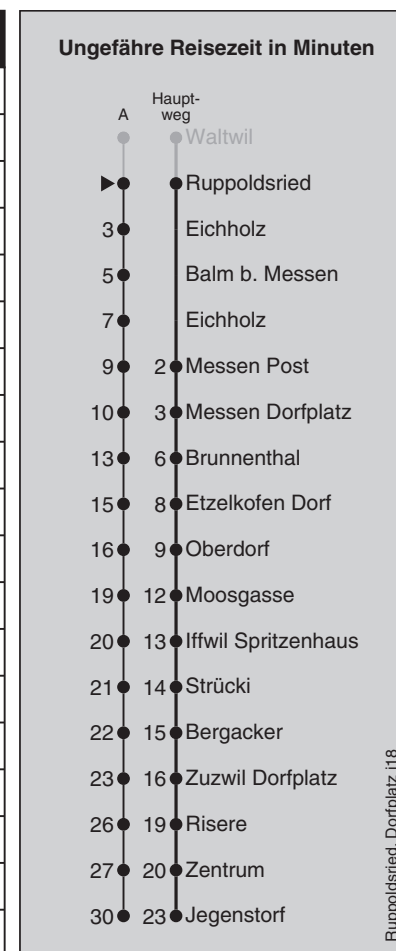 Ungefähre Reisezeit in Minuten
Haupt-
A weg
Waltwil
Ruppoldsried
3 Eichholz
5 Balm b. Messen
7 Eichholz
9 2 Messen Post
10 3 Messen Dorfplatz
13 6 Brunnenthal
15 8 Etzelkofen Dorf
16 9 Oberdorf
19 12 Moosgasse
20 13 Iffwil Spritzenhaus
21 14 Strücki
22 15 Bergacker
23 16 Zuzwil Dorfplatz
26 19 Risere
27 20 Zentrum
30 23 Jegenstorf
Ruppoldsried, Dorfplatz j18